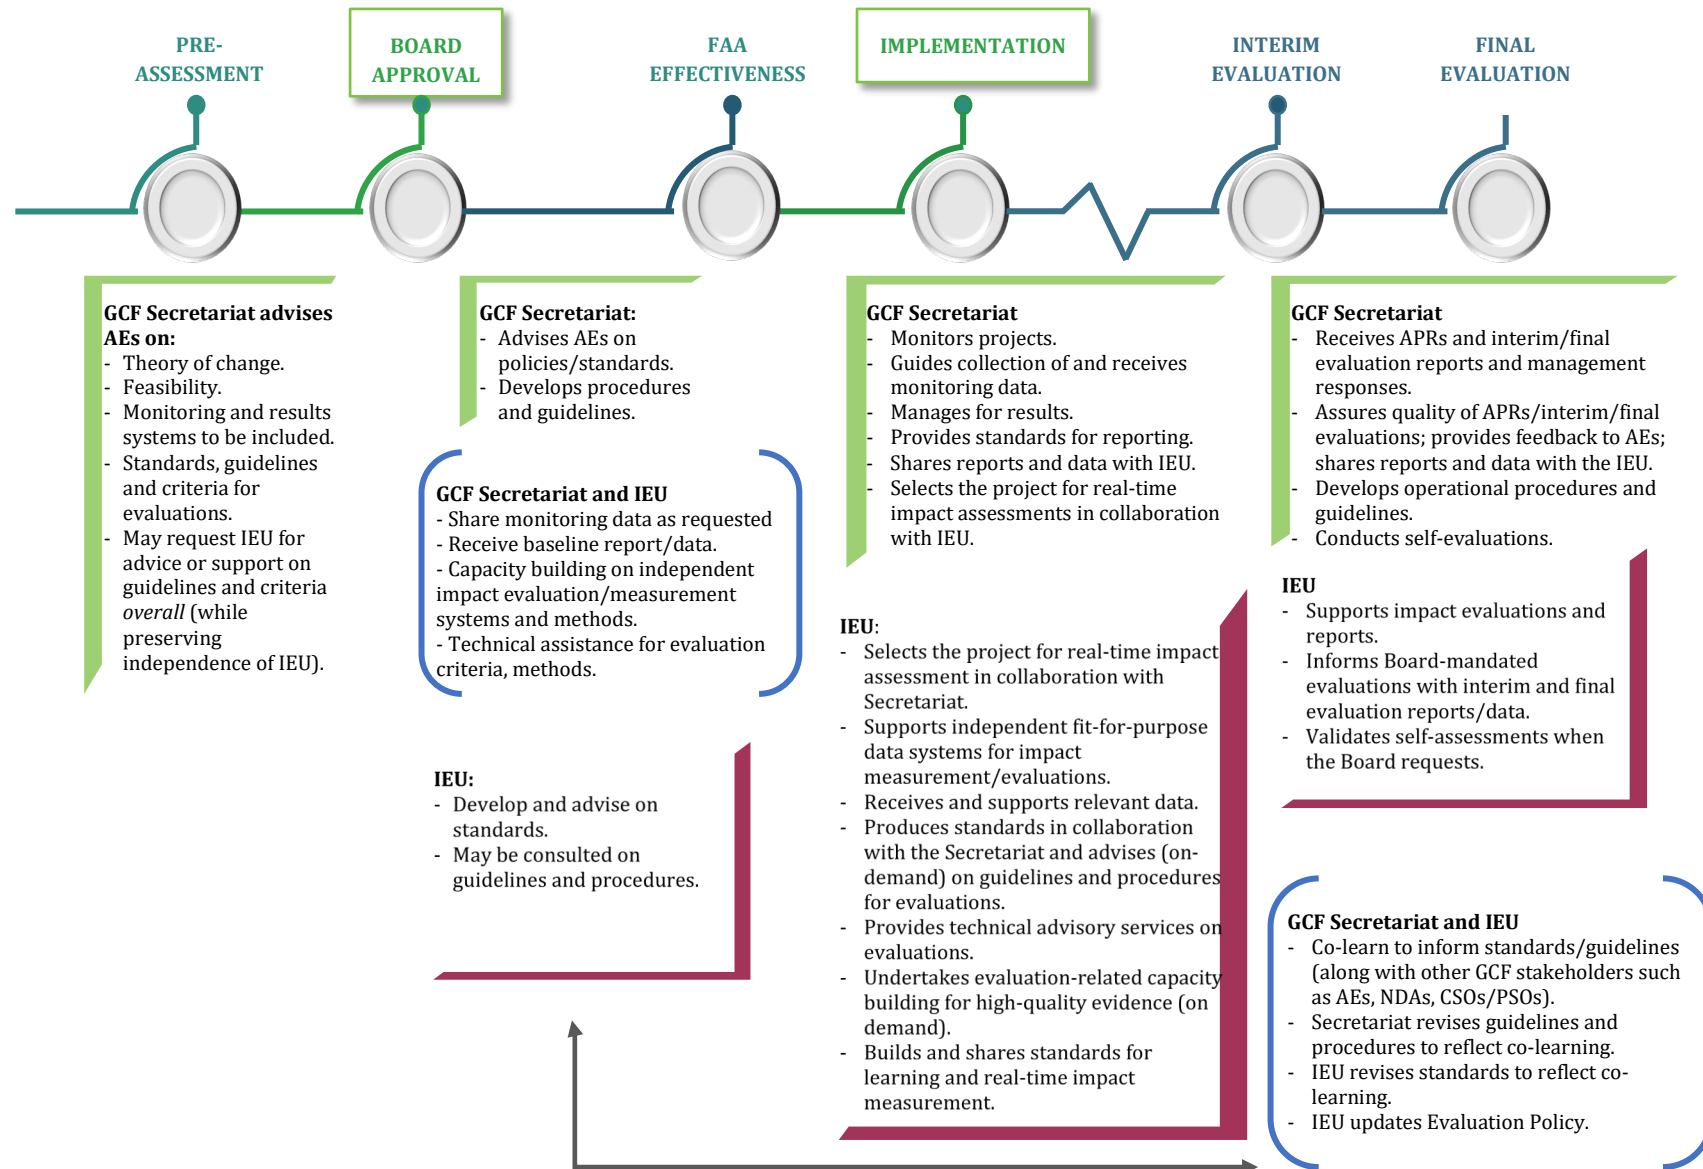 PRE-
ASSESSMENT
BOARD
APPROVAL
FAA
EFFECTIVENESS
IMPLEMENTATION
INTERIM
EVALUATION
FINAL
EVALUATION
GCF Secretariat advises
AEs on:
- Theory of change.
- Feasibility.
- Monitoring and results
systems to be included.
- Standards, guidelines
and criteria for
evaluations.
- May request IEU for
advice or support on
guidelines and criteria
overall (while
preserving
independence of IEU).
GCF Secretariat:
- Advises AEs on
policies/standards.
- Develops procedures
and guidelines.
GCF Secretariat and IEU
- Share monitoring data as requested
- Receive baseline report/data.
- Capacity building on independent
impact evaluation/measurement
systems and methods.
- Technical assistance for evaluation
criteria, methods.
IEU:
- Develop and advise on
standards.
- May be consulted on
guidelines and procedures.
GCF Secretariat
- Monitors projects.
- Guides collection of and receives
monitoring data.
- Manages for results.
- Provides standards for reporting.
- Shares reports and data with IEU.
- Selects the project for real-time
impact assessments in collaboration
with IEU.
IEU:
- Selects the project for real-time impact
assessment in collaboration with
Secretariat.
- Supports independent fit-for-purpose
data systems for impact
measurement/evaluations.
- Receives and supports relevant data.
- Produces standards in collaboration
with the Secretariat and advises (on-
demand) on guidelines and procedures
for evaluations.
- Provides technical advisory services on
evaluations.
- Undertakes evaluation-related capacity
building for high-quality evidence (on
demand).
- Builds and shares standards for
learning and real-time impact
measurement.
GCF Secretariat
- Receives APRs and interim/final
evaluation reports and management
responses.
- Assures quality of APRs/interim/final
evaluations; provides feedback to AEs;
shares reports and data with the IEU.
- Develops operational procedures and
guidelines.
- Conducts self-evaluations.
IEU
- Supports impact evaluations and
reports.
- Informs Board-mandated
evaluations with interim and final
evaluation reports/data.
- Validates self-assessments when
the Board requests.
GCF Secretariat and IEU
- Co-learn to inform standards/guidelines
(along with other GCF stakeholders such
as AEs, NDAs, CSOs/PSOs).
- Secretariat revises guidelines and
procedures to reflect co-learning.
- IEU revises standards to reflect co-
learning.
- IEU updates Evaluation Policy.